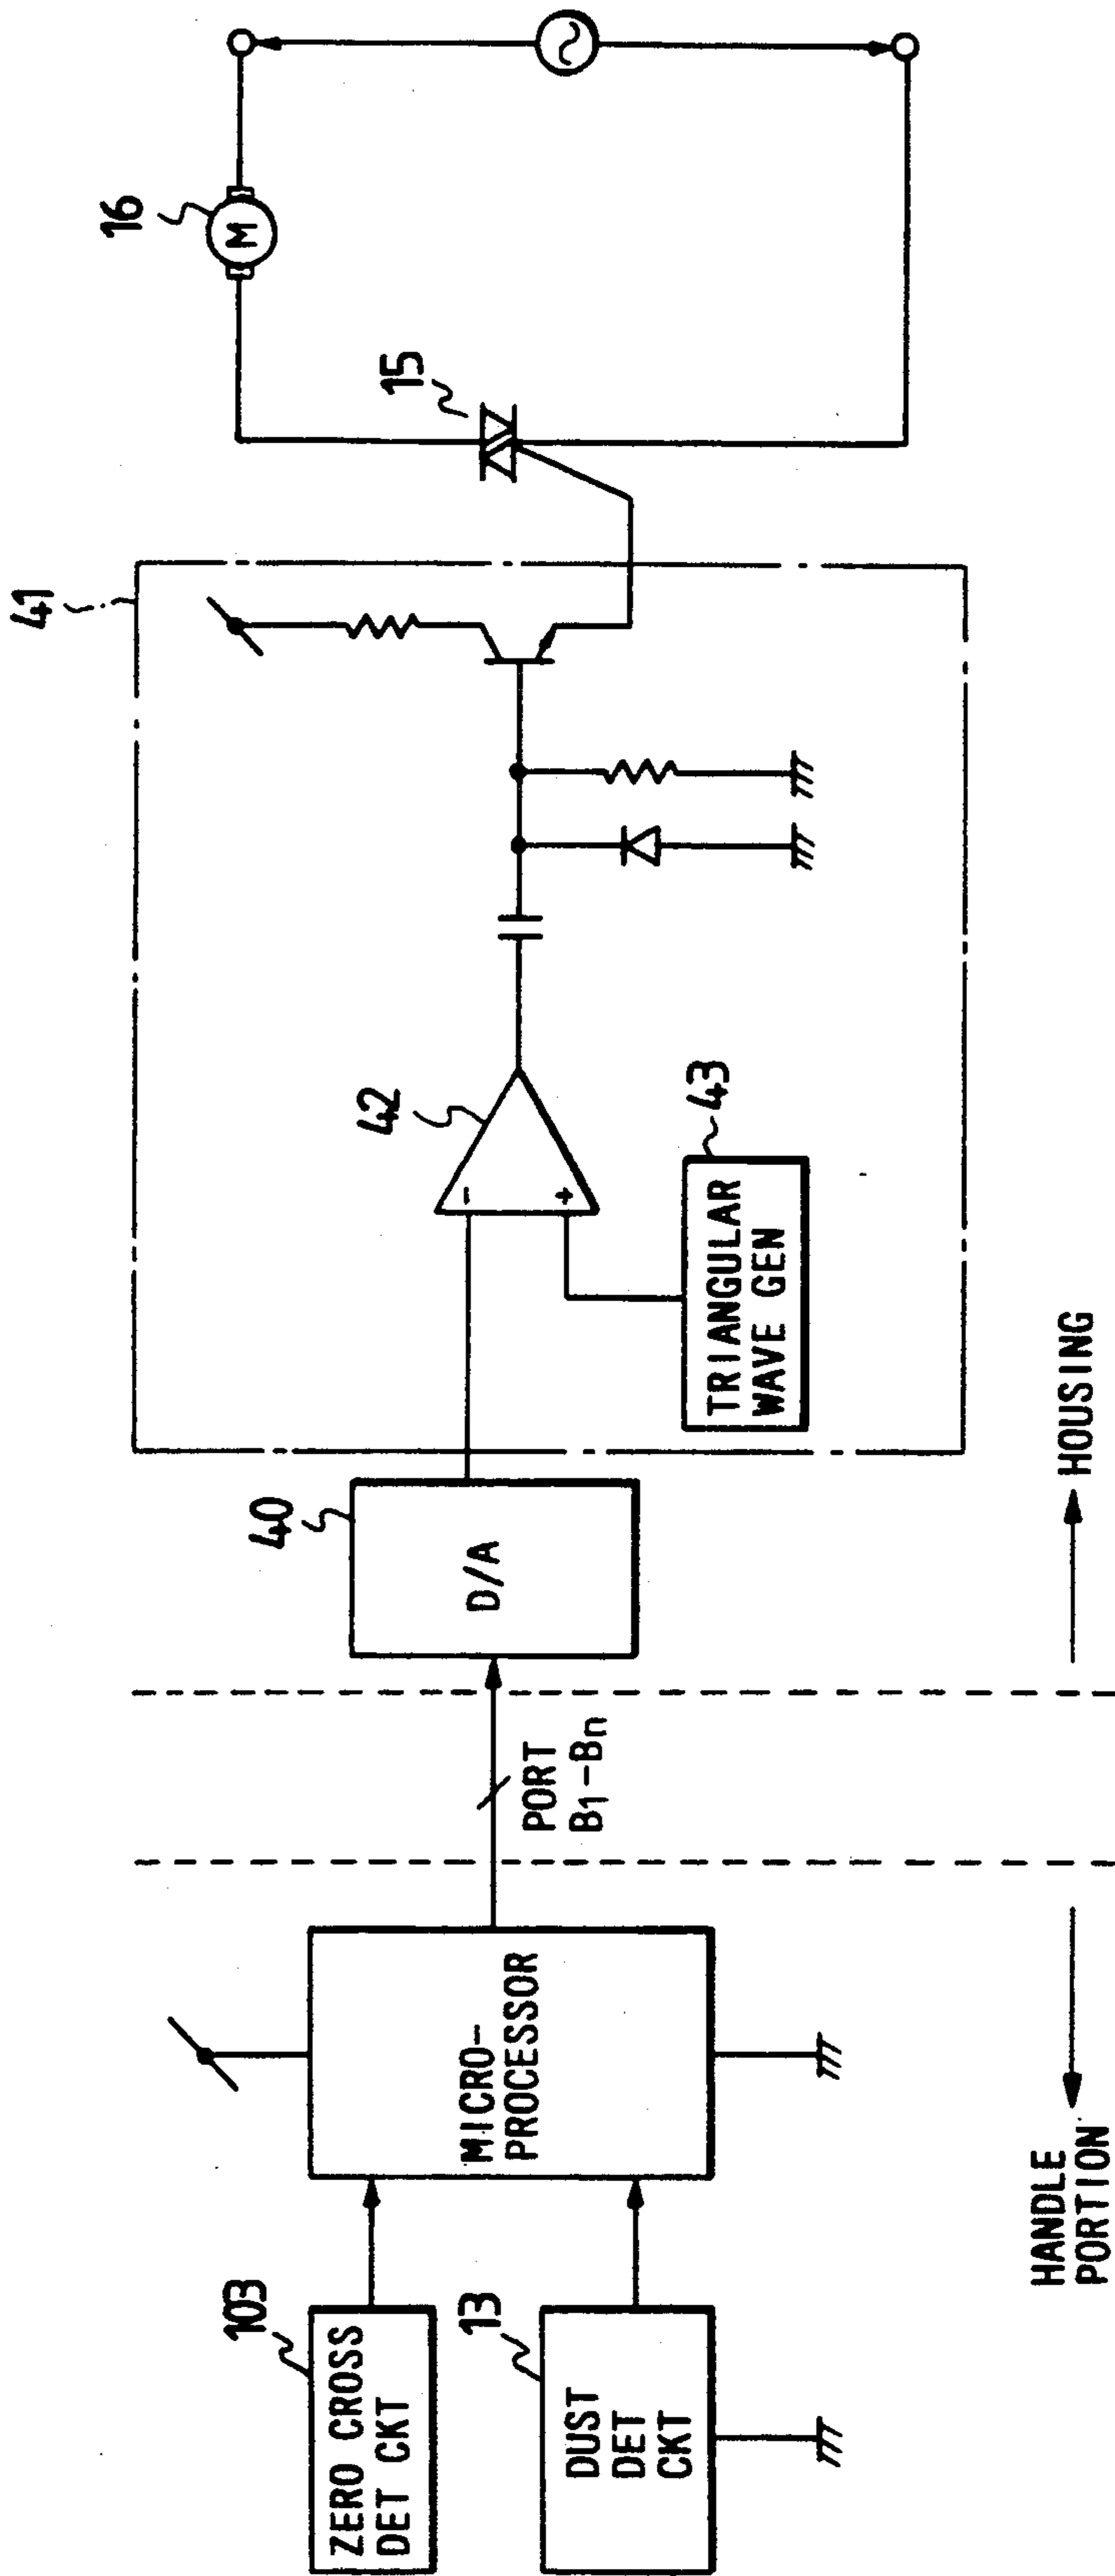 103
ZERO CROSS
DET CKT
13
DUST
DET
CKT
MICRO-
PROCESSOR
PORT
B1-Bn
40
D/A
41
42
-
+
43
TRIANGULAR
WAVE GEN
15
16
M
HANDLE
PORTION
HOUSING